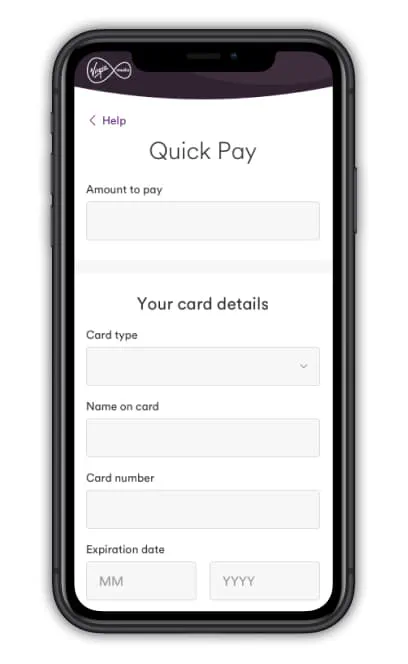 Virgin media
Help
Quick Pay
Amount to pay
Your card details
Card type
Name on card
Card number
Expiration date
MM YYYY